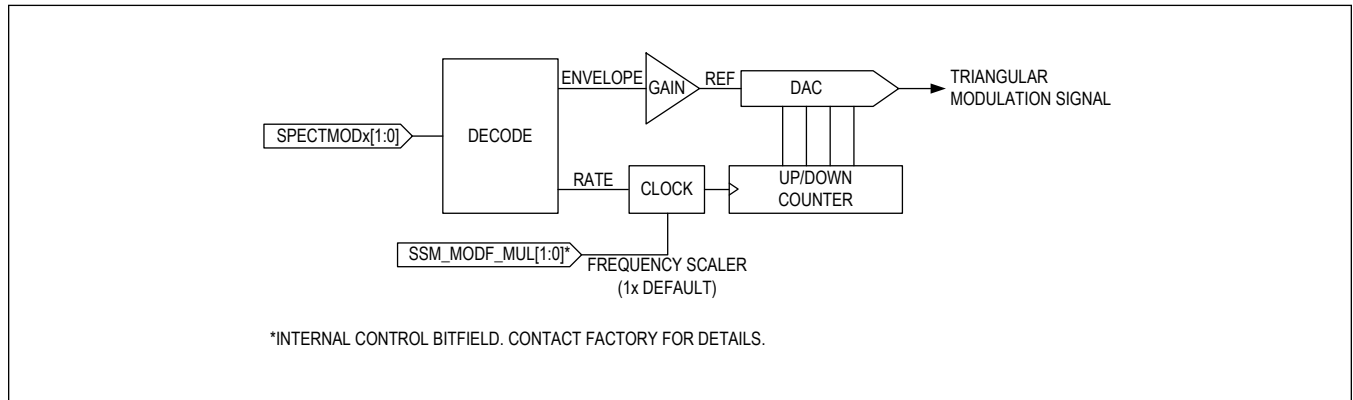 ENVELOPE
GAIN
REF
DAC
TRIANGULAR
MODULATION SIGNAL
SPECTMODx[1:0]
DECODE
RATE
CLOCK
UP/DOWN
COUNTER
SSM_MODF_MUL[1:0]*
FREQUENCY SCALER
(1x DEFAULT)
*INTERNAL CONTROL BITFIELD. CONTACT FACTORY FOR DETAILS.